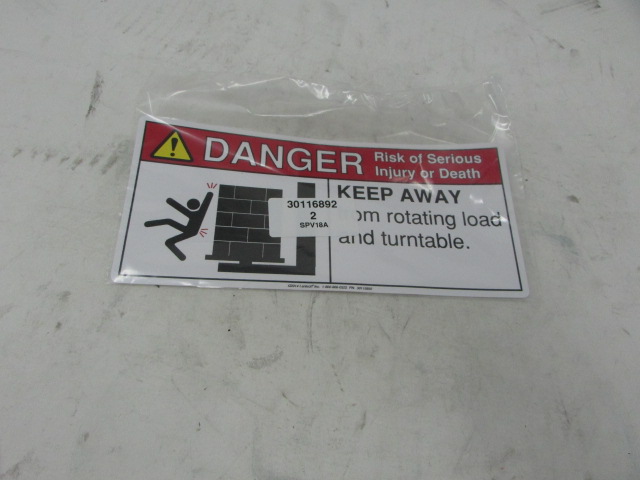 DANGER
Risk of Serious
Injury or Death
KEEP AWAY
om rotating load
and turntable.
30116892
2
SPV18A